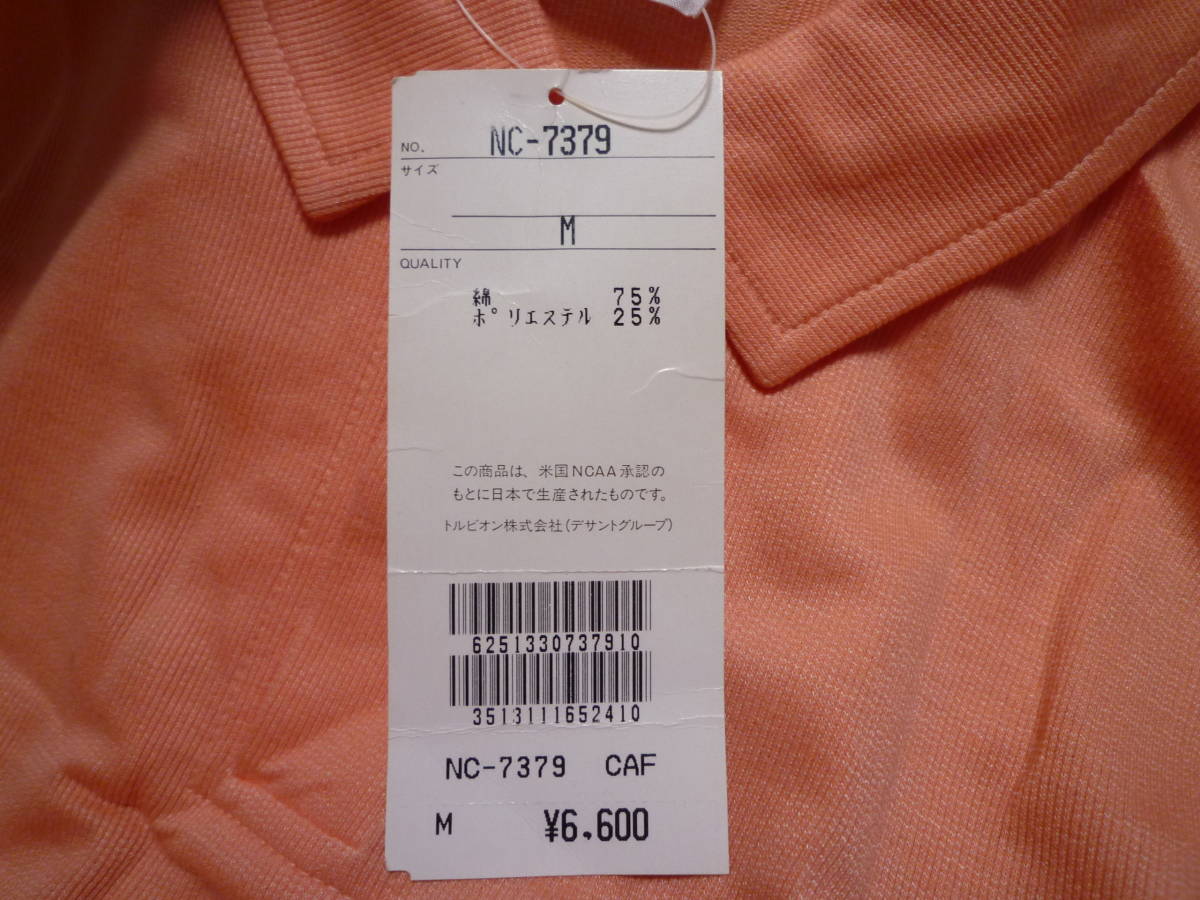 NO. NC-7379
サイズ
M
QUALITY
綿 75%
ポリエステル 25%
この商品は、米国NCAA承認の
もとに日本で生産されたものです。
トルビオン株式会社(デサントグループ)
6251330737910
3513111652410
NC-7379 CAF
M ¥6,600